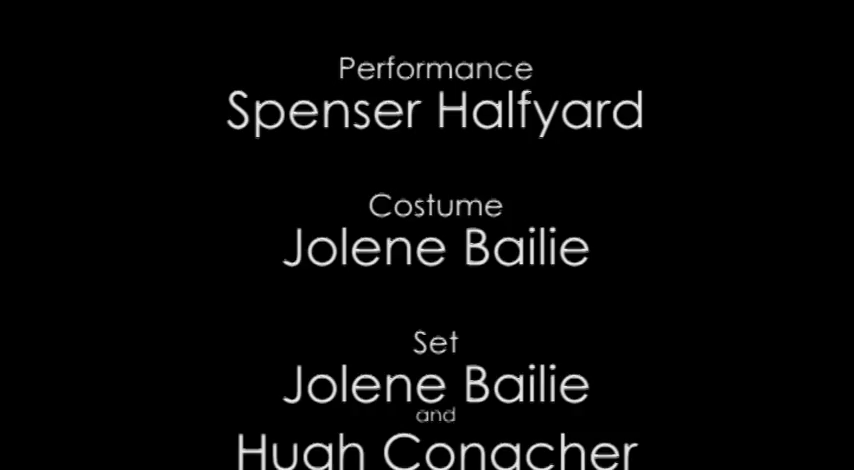 Performance
Spenser Halfyard
Costume
Jolene Bailie
Set
Jolene Bailie
and
Hugh Conacher